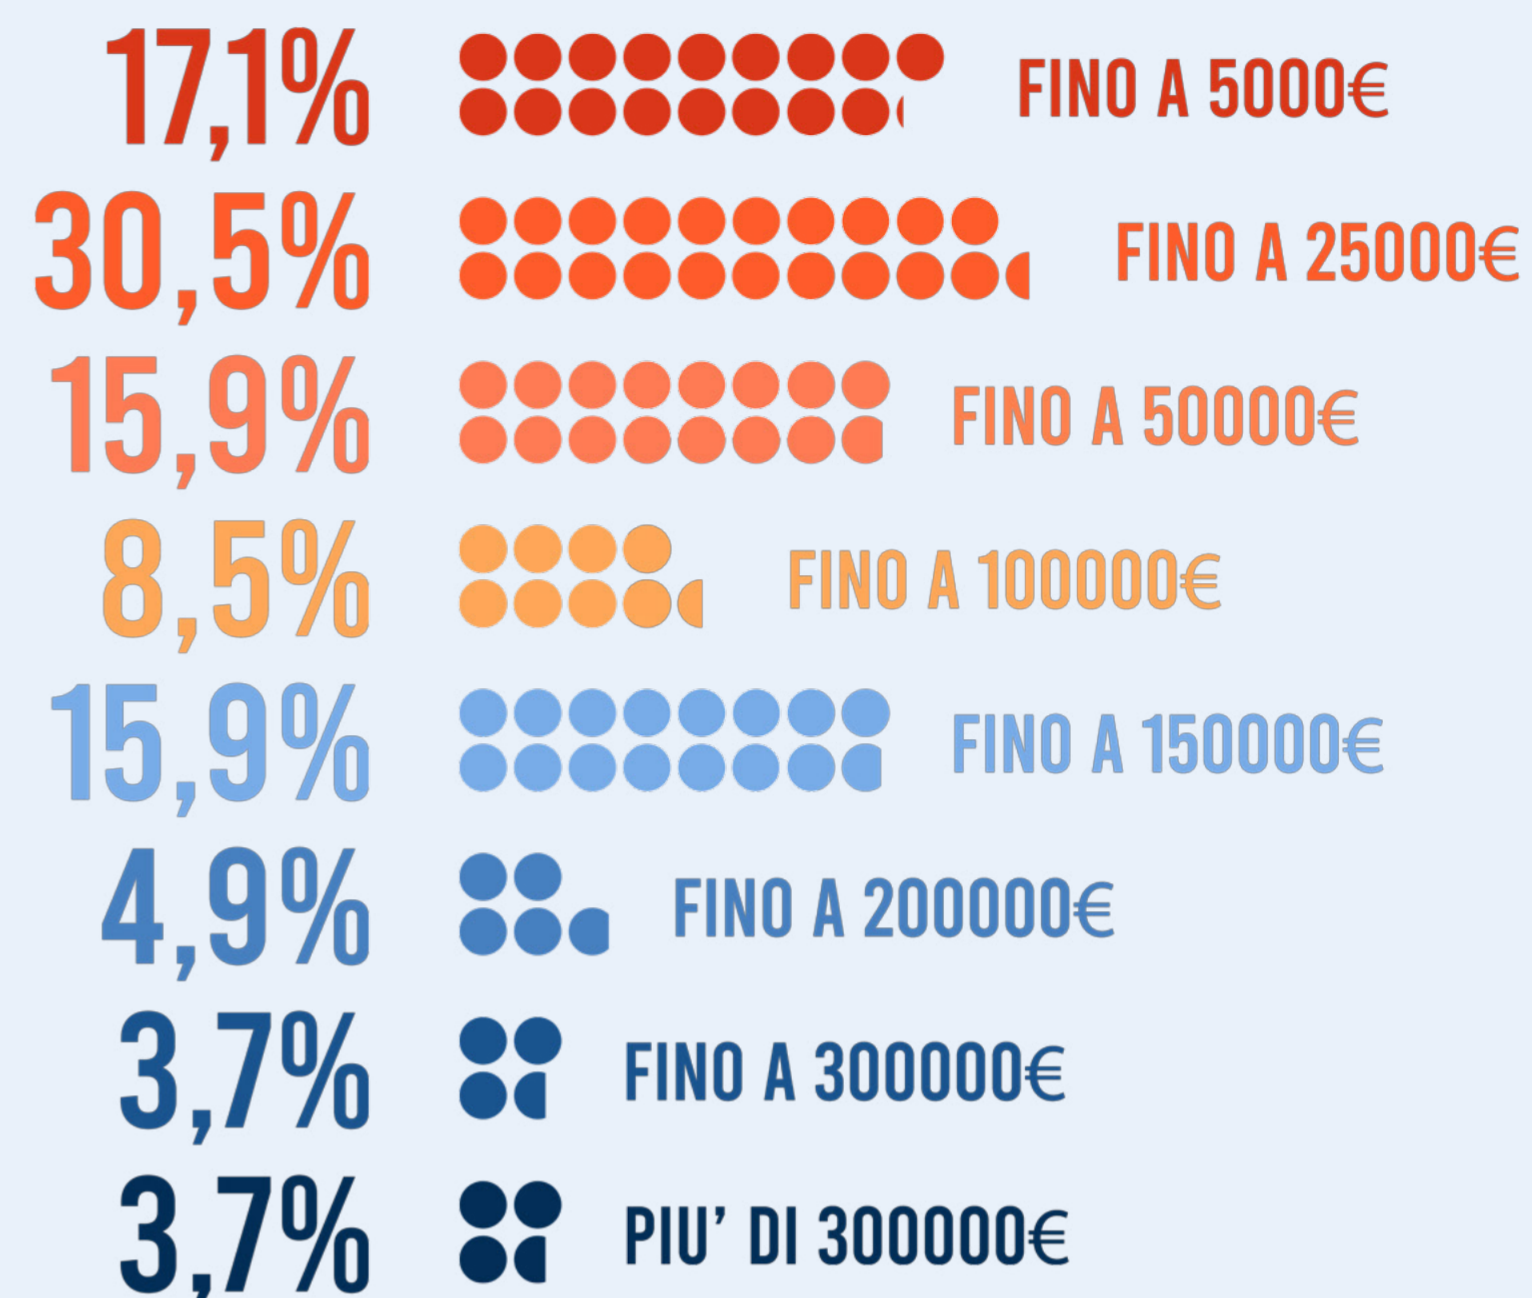 17,1% FINO A 5000€
30,5% FINO A 25000€
15,9% FINO A 50000€
8,5% FINO A 100000€
15,9% FINO A 150000€
4,9% FINO A 200000€
3,7% FINO A 300000€
3,7% PIU' DI 300000€